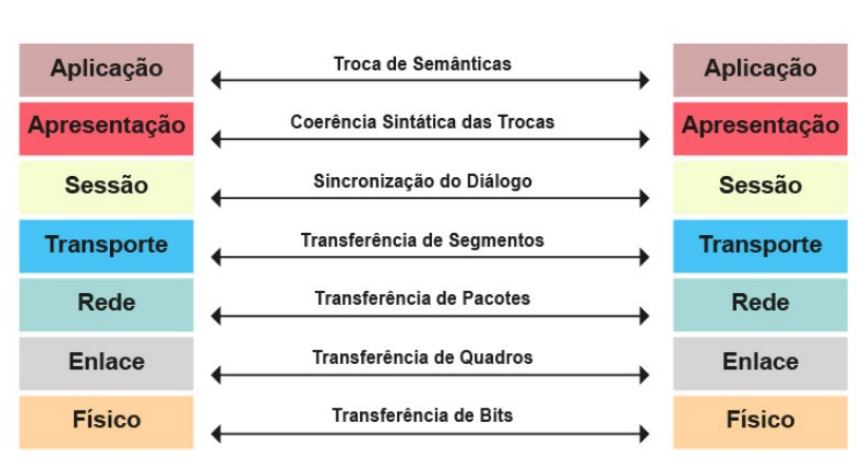 Aplicação Troca de Semânticas Aplicação
Apresentação Coerência Sintática das Trocas Apresentação
Sessão Sincronização do Diálogo Sessão
Transporte Transferência de Segmentos Transporte
Rede Transferência de Pacotes Rede
Enlace Transferência de Quadros Enlace
Físico Transferência de Bits Físico